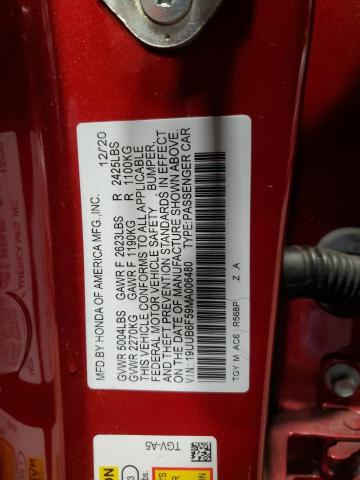 MFD BY HONDA OF AMERICA MFG.,INC. 12/20
GVWR 5004LBS GAWR F 2623LBS R 2425LBS
GVWR 2270KG GAWR F 1190KG R 1100KG
THIS VEHICLE CONFORMS TO ALL APPLICABLE
FEDERAL MOTOR VEHICLE SAFETY, BUMPER,
AND THEFT PREVENTION STANDARDS IN EFFECT
ON THE DATE OF MANUFACTURE SHOWN ABOVE.
V.I.N: 19UUB6F59MA006480 TYPE:PASSENGER CAR
TGY M AC6 R568P Z A
TGV-A5